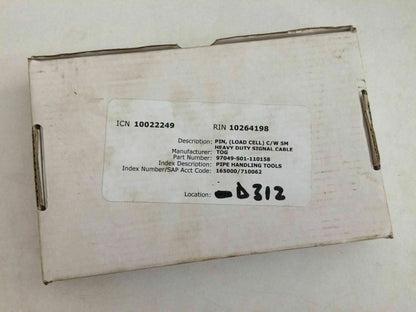 ICN 10022249 RIN 10264198
Description: PIN, (LOAD CELL) C/W 5M
HEAVY DUTY SIGNAL CABLE
Manufacturer: TOG
Part Number: 97049-S01-110158
Index Description: PIPE HANDLING TOOLS
Index Number/SAP Acct Code: 165000/710062
Location: D312